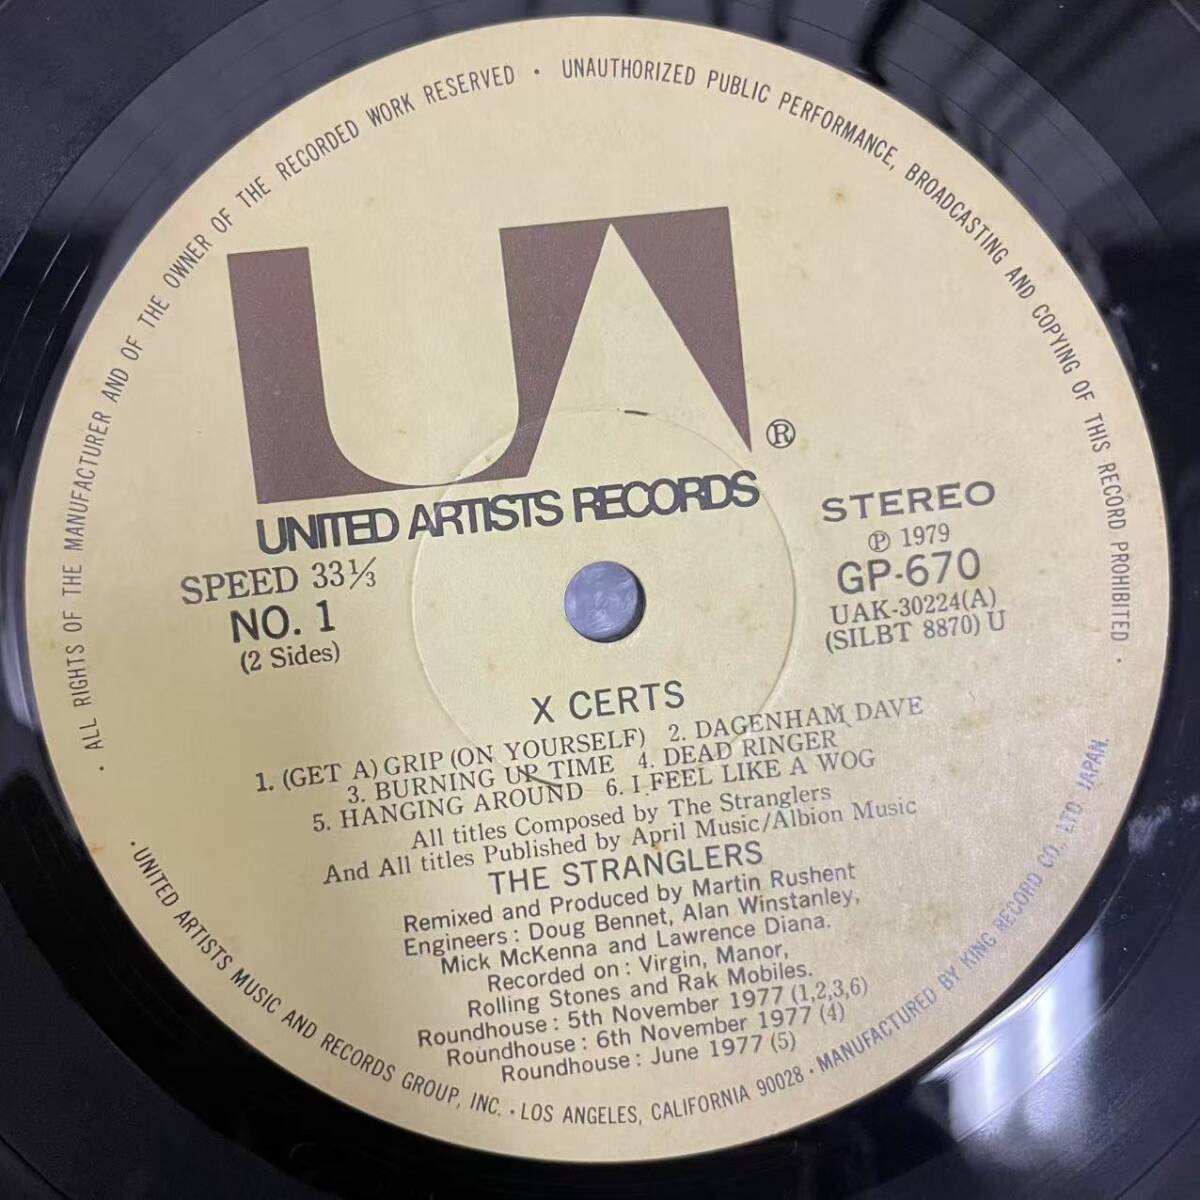 ALL RIGHTS OF THE MANUFACTURER AND OF THE OWNER OF THE RECORDED WORK RESERVED · UNAUTHORIZED PUBLIC PERFORMANCE, BROADCASTING AND COPYING OF THIS RECORD PROHIBITED ·
UA ®
UNITED ARTISTS RECORDS
SPEED 33⅓
NO. 1
(2 Sides)
STEREO
Ⓟ 1979
GP-670
UAK-30224(A)
(SILBT 8870) U
X CERTS
1. (GET A) GRIP (ON YOURSELF) 2. DAGENHAM DAVE
3. BURNING UP TIME 4. DEAD RINGER
5. HANGING AROUND 6. I FEEL LIKE A WOG
All titles Composed by The Stranglers
And All titles Published by April Music/Albion Music
THE STRANGLERS
Remixed and Produced by Martin Rushent
Engineers : Doug Bennet, Alan Winstanley,
Mick McKenna and Lawrence Diana.
Recorded on : Virgin, Manor,
Rolling Stones and Rak Mobiles.
Roundhouse : 5th November 1977 (1,2,3,6)
Roundhouse : 6th November 1977 (4)
Roundhouse : June 1977 (5)
· UNITED ARTISTS MUSIC AND RECORDS GROUP, INC. · LOS ANGELES, CALIFORNIA 90028 · MANUFACTURED BY KING RECORD CO., LTD JAPAN.